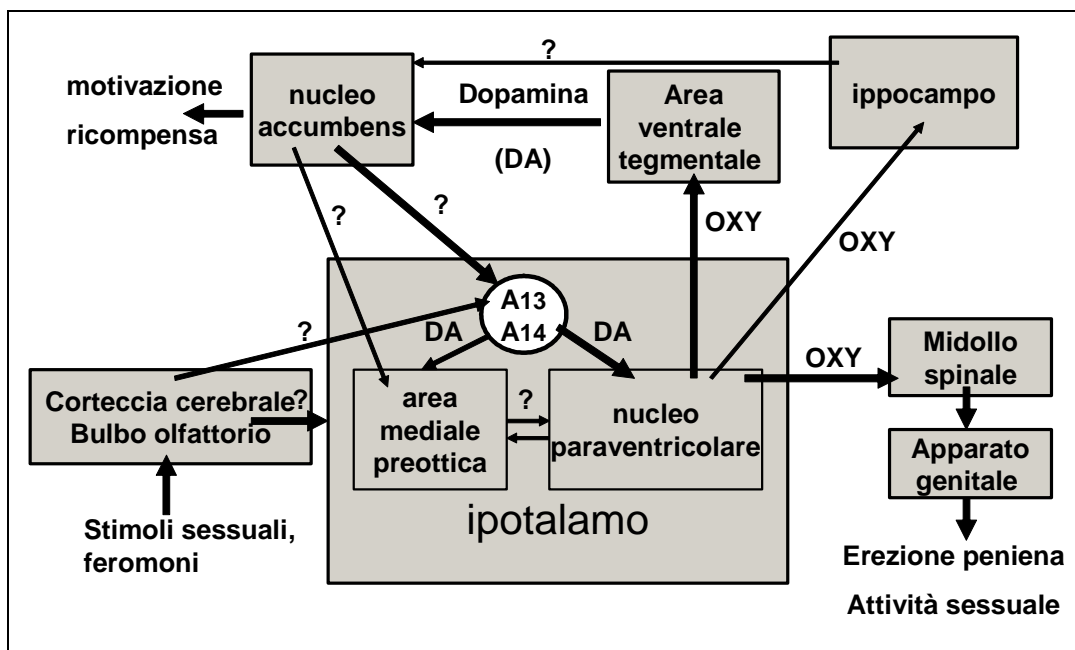 ?
motivazione
ricompensa
nucleo
accumbens
Dopamina
(DA)
Area
ventrale
tegmentale
ippocampo
?
?
OXY
OXY
?
A13
A14
DA
DA
OXY
Midollo
spinale
Corteccia cerebrale
Bulbo olfattorio
?
area
mediale
preottica
?
nucleo
paraventricolare
Apparato
genitale
ipotalamo
Stimoli sessuali,
feromoni
Erezione peniena
Attività sessuale